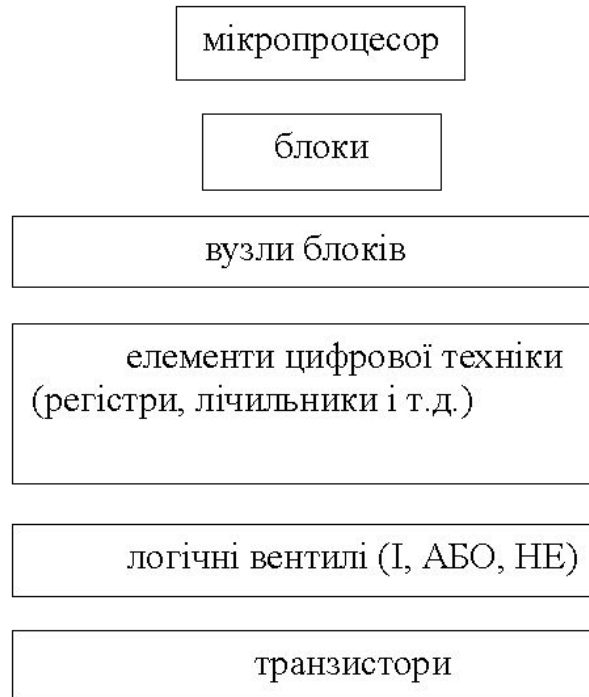 мікропроцесор
блоки
вузли блоків
елементи цифрової техніки
(регістри, лічильники і т.д.)
логічні вентилі (І, АБО, НЕ)
транзистори